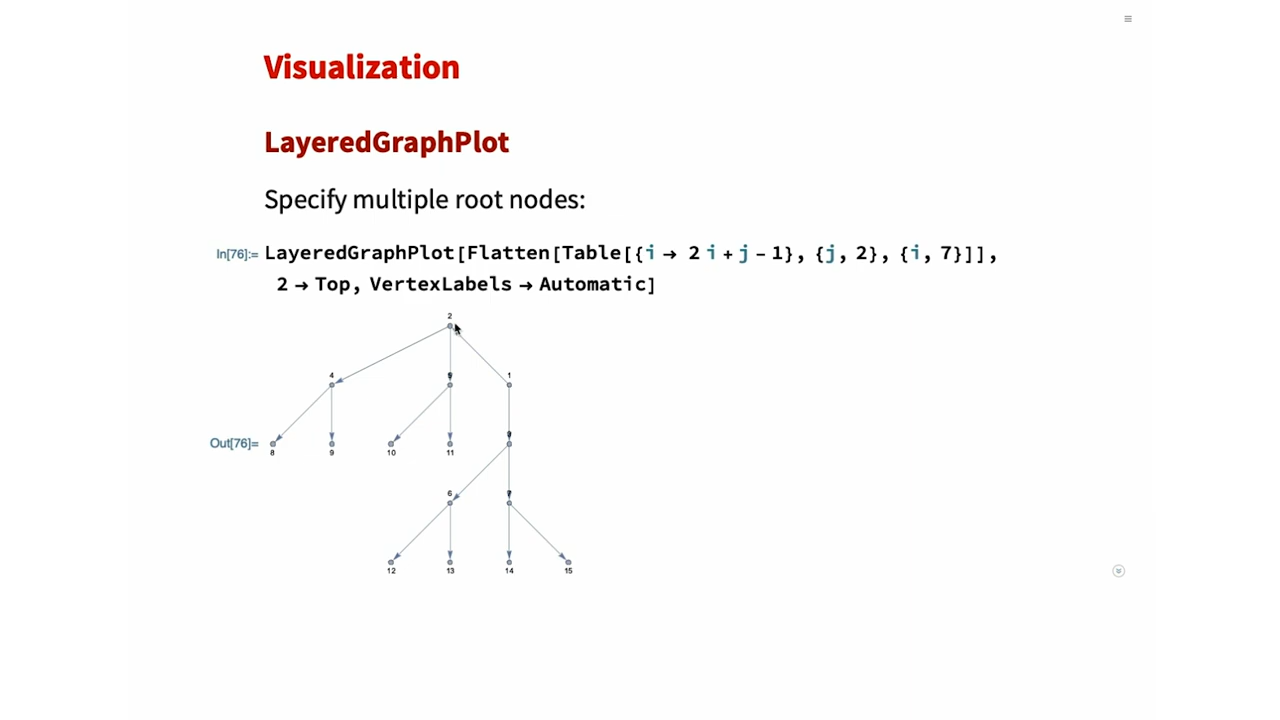 Visualization
LayeredGraphPlot
Specify multiple root nodes:
In[76]:= LayeredGraphPlot[Flatten[Table[{i → 2 i + j – 1}, {j, 2}, {i, 7}]],
2 → Top, VertexLabels → Automatic]
2
4 1
Out[76]=
8 9 10 11
6
12 13 14 15